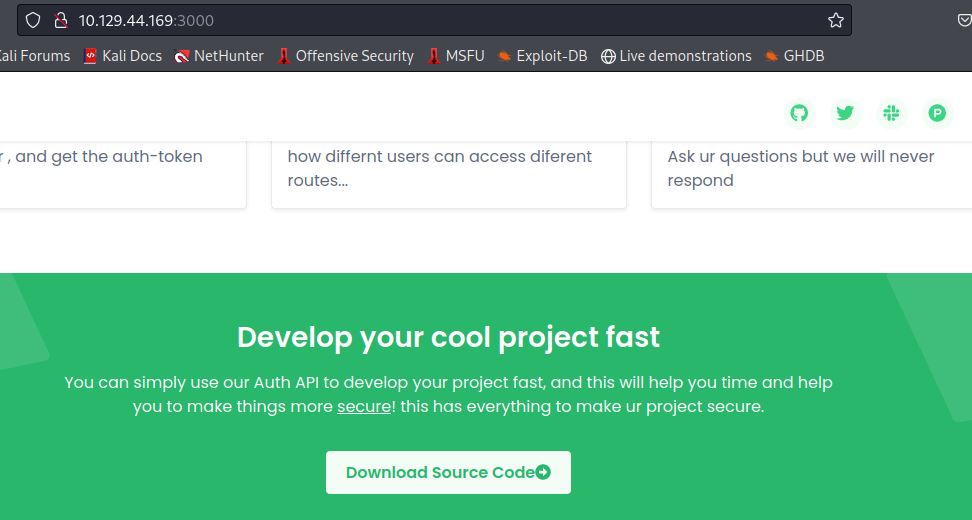 10.129.44.169:3000
Kali Forums Kali Docs NetHunter Offensive Security MSFU Exploit-DB Live demonstrations GHDB
r , and get the auth-token
how differnt users can access diferent
routes...
Ask ur questions but we will never
respond
Develop your cool project fast
You can simply use our Auth API to develop your project fast, and this will help you time and help
you to make things more secure! this has everything to make ur project secure.
Download Source Code